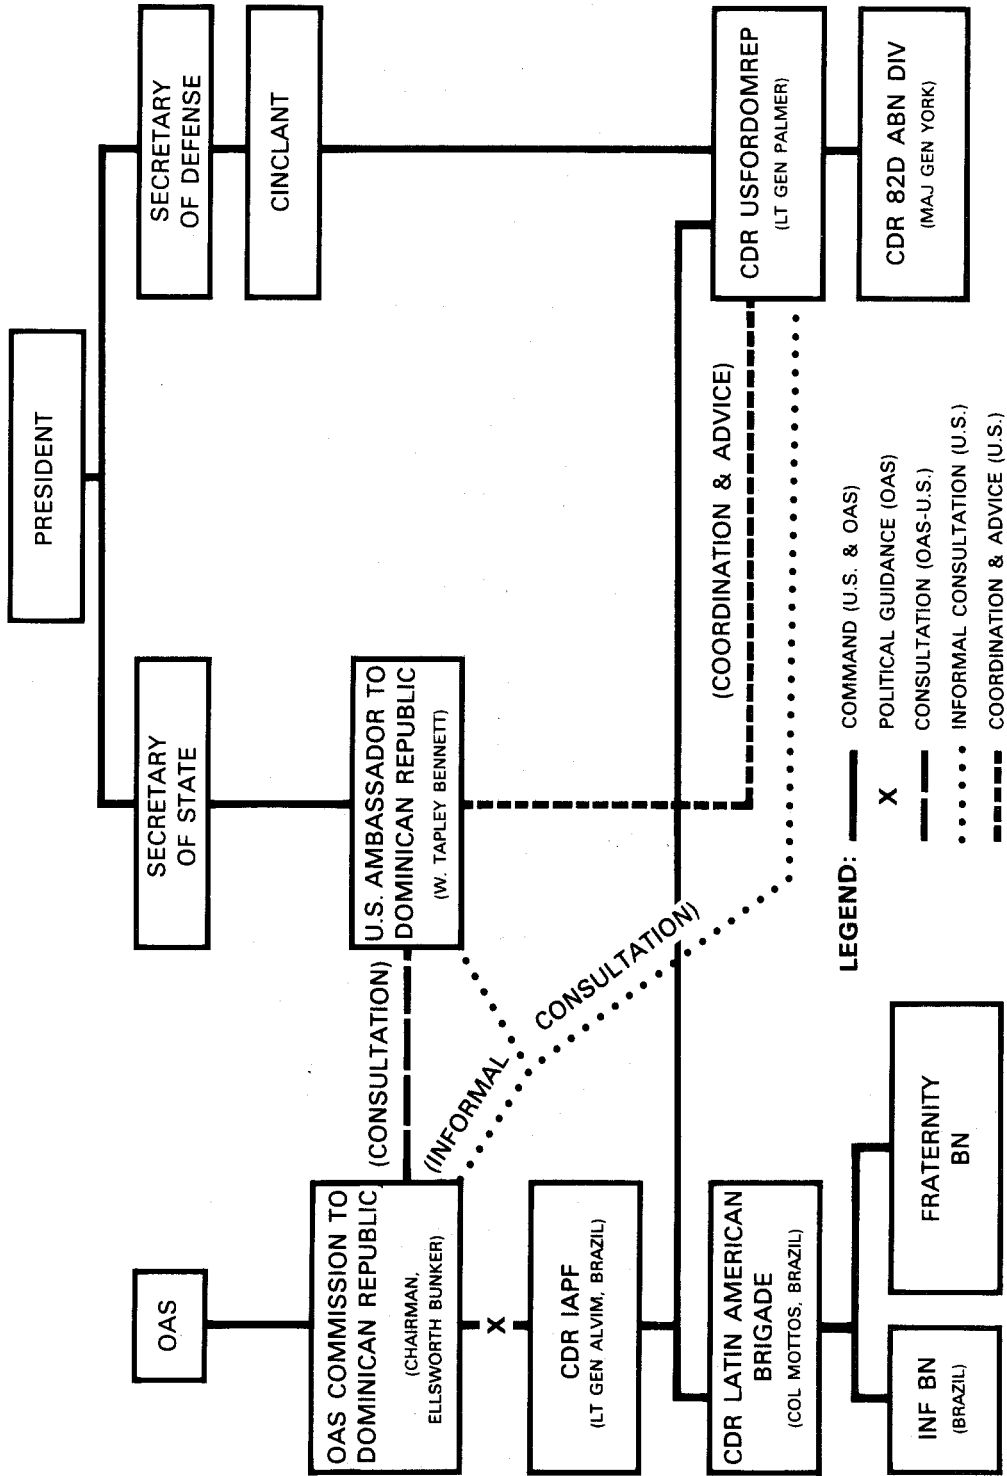 PRESIDENT
OAS
SECRETARY
OF STATE
SECRETARY
OF DEFENSE
CINCLANT
OAS COMMISSION TO
DOMINICAN REPUBLIC
(CHAIRMAN,
ELLSWORTH BUNKER)
(CONSULTATION)
U.S. AMBASSADOR TO
DOMINICAN REPUBLIC
(W. TAPLEY BENNETT)
(INFORMAL CONSULTATION)
X
CDR IAPF
(LT GEN ALVIM, BRAZIL)
(COORDINATION & ADVICE)
CDR USFORDOMREP
(LT GEN PALMER)
CDR LATIN AMERICAN
BRIGADE
(COL MOTTOS, BRAZIL)
CDR 82D ABN DIV
(MAJ GEN YORK)
INF BN
(BRAZIL)
FRATERNITY
BN
LEGEND:
COMMAND (U.S. & OAS)
X POLITICAL GUIDANCE (OAS)
CONSULTATION (OAS-U.S.)
INFORMAL CONSULTATION (U.S.)
COORDINATION & ADVICE (U.S.)